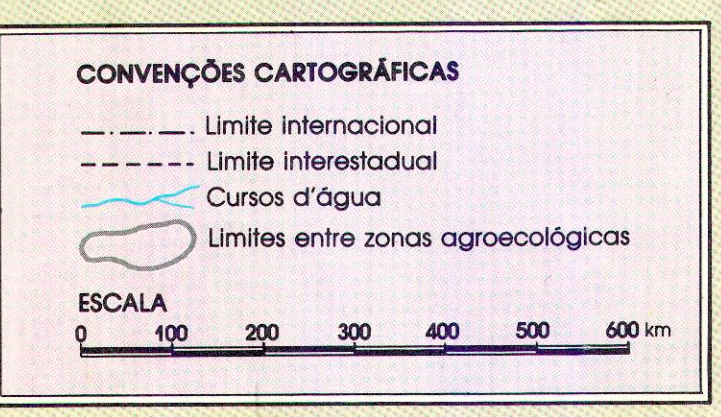 CONVENÇÕES CARTOGRÁFICAS
Limite internacional
Limite interestadual
Cursos d'água
Limites entre zonas agroecológicas
ESCALA
0 100 200 300 400 500 600 km